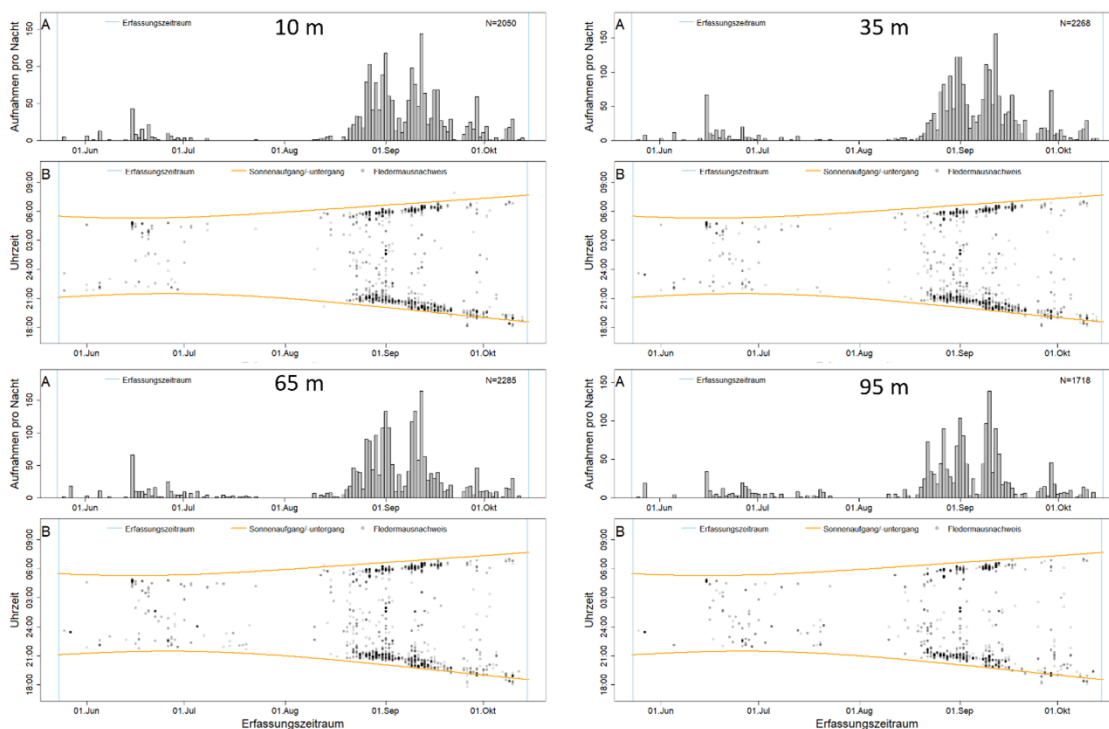 A Erfassungszeitraum 10 m N=2050
Aufnahmen pro Nacht
150
100
50
0
01.Jun 01.Jul 01.Aug 01.Sep 01.Okt
B Erfassungszeitraum Sonnenaufgang/-untergang Fledermausnachweis
Uhrzeit
09:00
06:00
03:00
24:00
21:00
18:00
01.Jun 01.Jul 01.Aug 01.Sep 01.Okt
A Erfassungszeitraum 35 m N=2268
Aufnahmen pro Nacht
150
100
50
0
01.Jun 01.Jul 01.Aug 01.Sep 01.Okt
B Erfassungszeitraum Sonnenaufgang/-untergang Fledermausnachweis
Uhrzeit
09:00
06:00
03:00
24:00
21:00
18:00
01.Jun 01.Jul 01.Aug 01.Sep 01.Okt
A Erfassungszeitraum 65 m N=2285
Aufnahmen pro Nacht
150
100
50
0
01.Jun 01.Jul 01.Aug 01.Sep 01.Okt
B Erfassungszeitraum Sonnenaufgang/-untergang Fledermausnachweis
Uhrzeit
09:00
06:00
03:00
24:00
21:00
18:00
01.Jun 01.Jul 01.Aug 01.Sep 01.Okt
Erfassungszeitraum
A Erfassungszeitraum 95 m N=1718
Aufnahmen pro Nacht
150
100
50
0
01.Jun 01.Jul 01.Aug 01.Sep 01.Okt
B Erfassungszeitraum Sonnenaufgang/-untergang Fledermausnachweis
Uhrzeit
09:00
06:00
03:00
24:00
21:00
18:00
01.Jun 01.Jul 01.Aug 01.Sep 01.Okt
Erfassungszeitraum